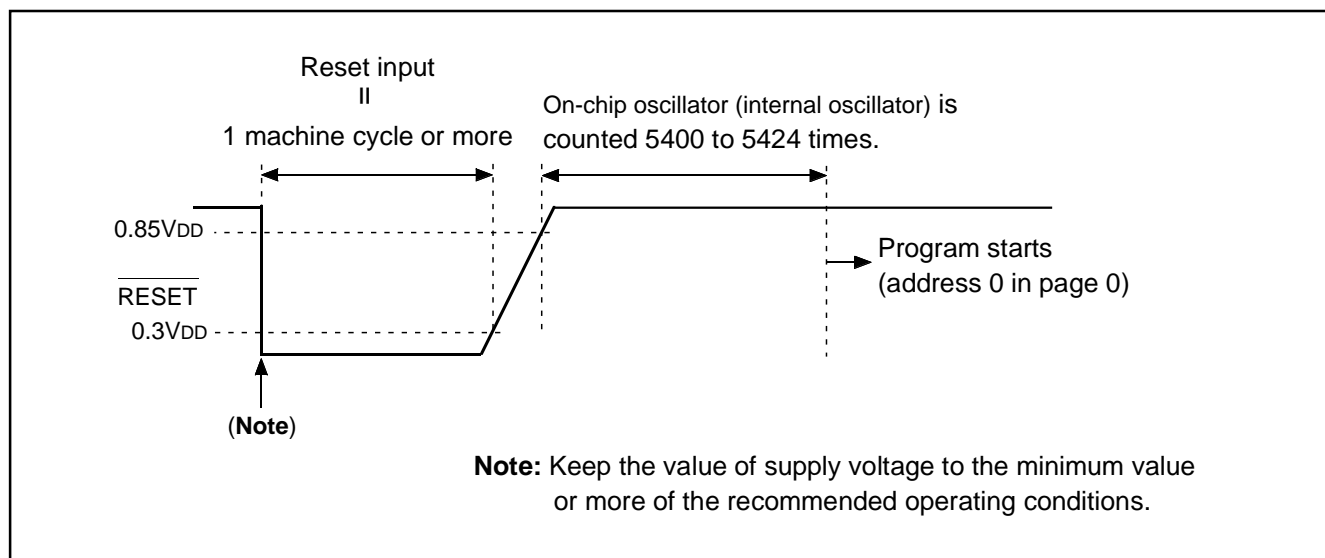 Reset input
=
1 machine cycle or more
On-chip oscillator (internal oscillator) is
counted 5400 to 5424 times.
0.85VDD
RESET
0.3VDD
Program starts
(address 0 in page 0)
(Note)
Note: Keep the value of supply voltage to the minimum value
or more of the recommended operating conditions.